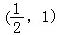 (1/2, 1)